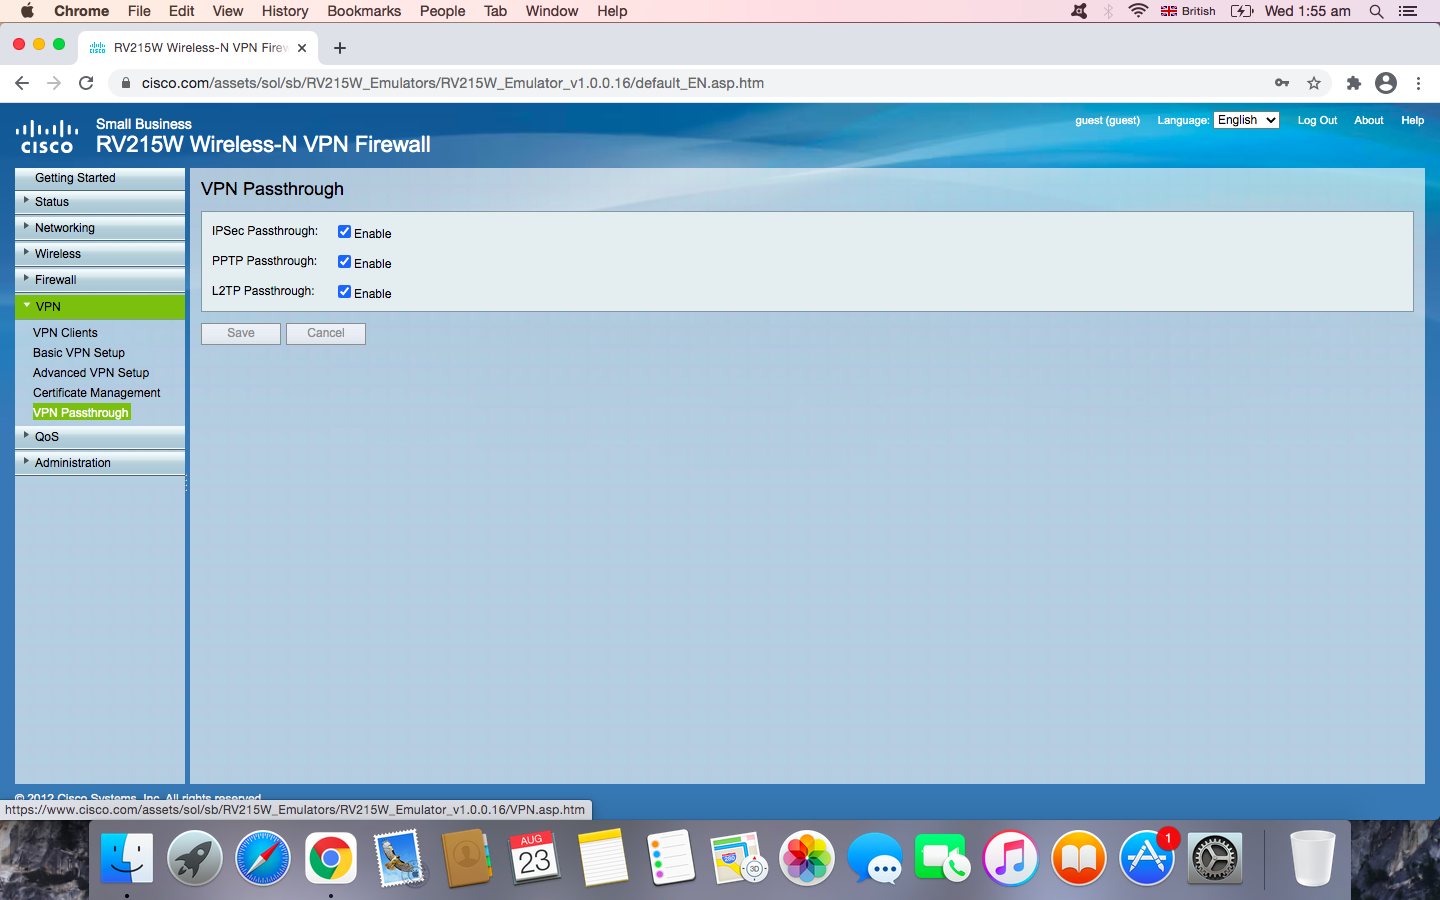 Chrome File Edit View History Bookmarks People Tab Window Help British Wed 1:55 am
RV215W Wireless-N VPN Firew
cisco.com/assets/sol/sb/RV215W_Emulators/RV215W_Emulator_v1.0.0.16/default_EN.asp.htm
CISCO
Small Business
RV215W Wireless-N VPN Firewall
guest (guest) Language: English Log Out About Help
Getting Started
Status
Networking
Wireless
Firewall
VPN
VPN Clients
Basic VPN Setup
Advanced VPN Setup
Certificate Management
VPN Passthrough
QoS
Administration
VPN Passthrough
IPSec Passthrough: Enable
PPTP Passthrough: Enable
L2TP Passthrough: Enable
Save Cancel
© 2012 Cisco Systems, Inc. All rights reserved.
https://www.cisco.com/assets/sol/sb/RV215W_Emulators/RV215W_Emulator_v1.0.0.16/VPN.asp.htm
AUG
23
280
3D
1